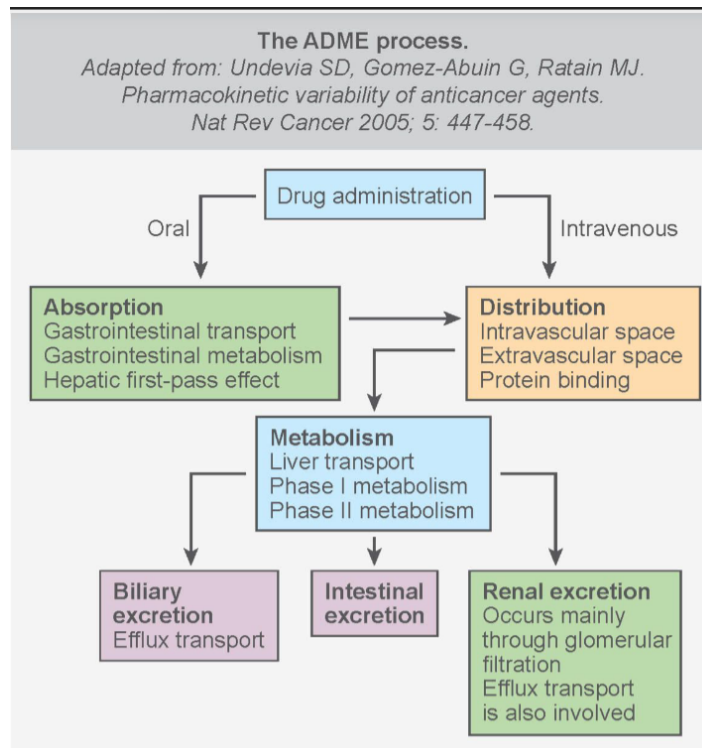 The ADME process.
Adapted from: Undevia SD, Gomez-Abuin G, Ratain MJ.
Pharmacokinetic variability of anticancer agents.
Nat Rev Cancer 2005; 5: 447-458.
Drug administration
Oral
Intravenous
Absorption
Gastrointestinal transport
Gastrointestinal metabolism
Hepatic first-pass effect
Distribution
Intravascular space
Extravascular space
Protein binding
Metabolism
Liver transport
Phase I metabolism
Phase II metabolism
Biliary
excretion
Efflux transport
Intestinal
excretion
Renal excretion
Occurs mainly
through glomerular
filtration
Efflux transport
is also involved